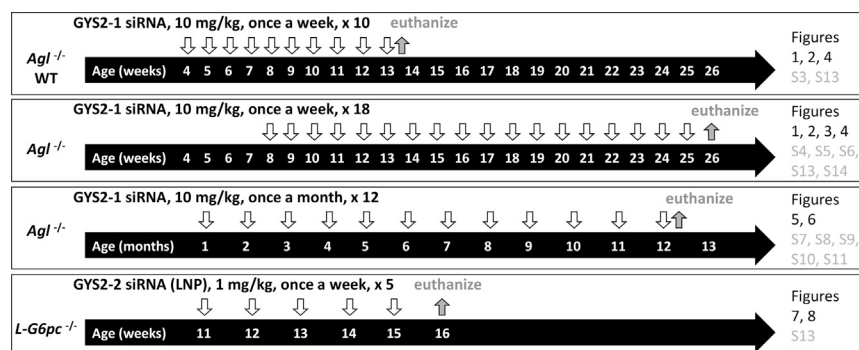 GYS2-1 siRNA, 10 mg/kg, once a week, x 10
euthanize
Agl -/-
WT
Age (weeks) 4 5 6 7 8 9 10 11 12 13 14 15 16 17 18 19 20 21 22 23 24 25 26
Figures
1, 2, 4
S3, S13
GYS2-1 siRNA, 10 mg/kg, once a week, x 18
euthanize
Agl -/-
Age (weeks) 4 5 6 7 8 9 10 11 12 13 14 15 16 17 18 19 20 21 22 23 24 25 26
Figures
1, 2, 3, 4
S4, S5, S6,
S13, S14
GYS2-1 siRNA, 10 mg/kg, once a month, x 12
euthanize
Agl -/-
Age (months) 1 2 3 4 5 6 7 8 9 10 11 12 13
Figures
5, 6
S7, S8, S9,
S10, S11
GYS2-2 siRNA (LNP), 1 mg/kg, once a week, x 5
euthanize
L-G6pc -/-
Age (weeks) 11 12 13 14 15 16
Figures
7, 8
S13